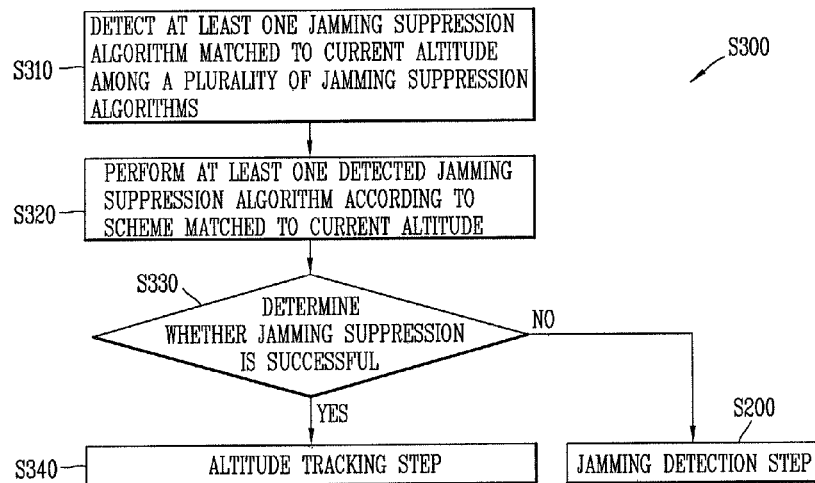 DETECT AT LEAST ONE JAMMING SUPPRESSION
ALGORITHM MATCHED TO CURRENT ALTITUDE
AMONG A PLURALITY OF JAMMING SUPPRESSION
ALGORITHMS
S310
S300
PERFORM AT LEAST ONE DETECTED JAMMING
SUPPRESSION ALGORITHM ACCORDING TO
SCHEME MATCHED TO CURRENT ALTITUDE
S320
S330
DETERMINE
WHETHER JAMMING SUPPRESSION
IS SUCCESSFUL
NO
YES
S200
S340
ALTITUDE TRACKING STEP
JAMMING DETECTION STEP